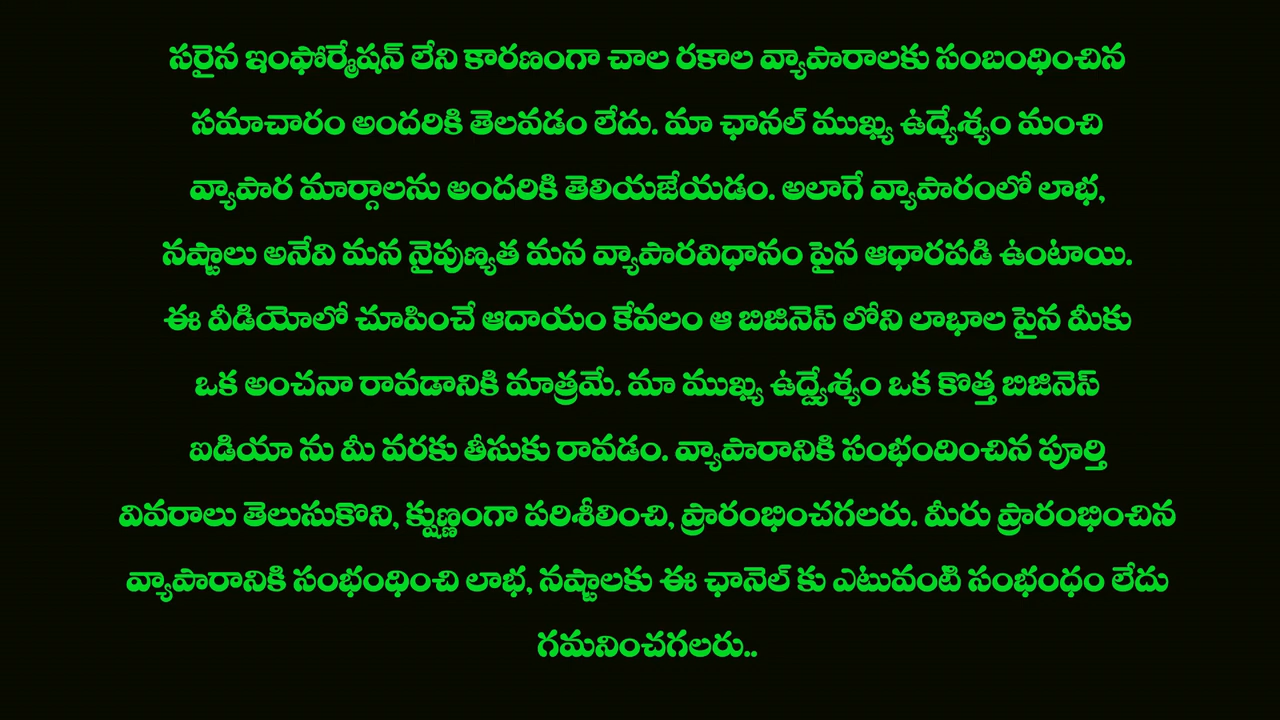 సరైన ఇంఫోర్మేషన్ లేని కారణంగా చాల రకాల వ్యాపారాలకు సంబంధించిన
సమాచారం అందరికి తెలవడం లేదు. మా ఛానల్ ముఖ్య ఉద్యేశ్యం మంచి
వ్యాపార మార్గాలను అందరికి తెలియజేయడం. అలాగే వ్యాపారంలో లాభ,
నష్టాలు అనేవి మన నైపుణ్యత మన వ్యాపారవిధానం పైన ఆధారపడి ఉంటాయి.
ఈ వీడియోలో చూపించే ఆదాయం కేవలం ఆ బిజినెస్ లోని లాభాల పైన మీకు
ఒక అంచనా రావడానికి మాత్రమే. మా ముఖ్య ఉద్ద్యేశ్యం ఒక కొత్త బిజినెస్
ఐడియా ను మీ వరకు తీసుకు రావడం. వ్యాపారానికి సంభందించిన పూర్తి
వివరాలు తెలుసుకొని, క్షుణ్ణంగా పరిశీలించి, ప్రారంభించగలరు. మీరు ప్రారంభించిన
వ్యాపారానికి సంభంధించి లాభ, నష్టాలకు ఈ ఛానెల్ కు ఎటువంటి సంభంధం లేదు
గమనించగలరు..